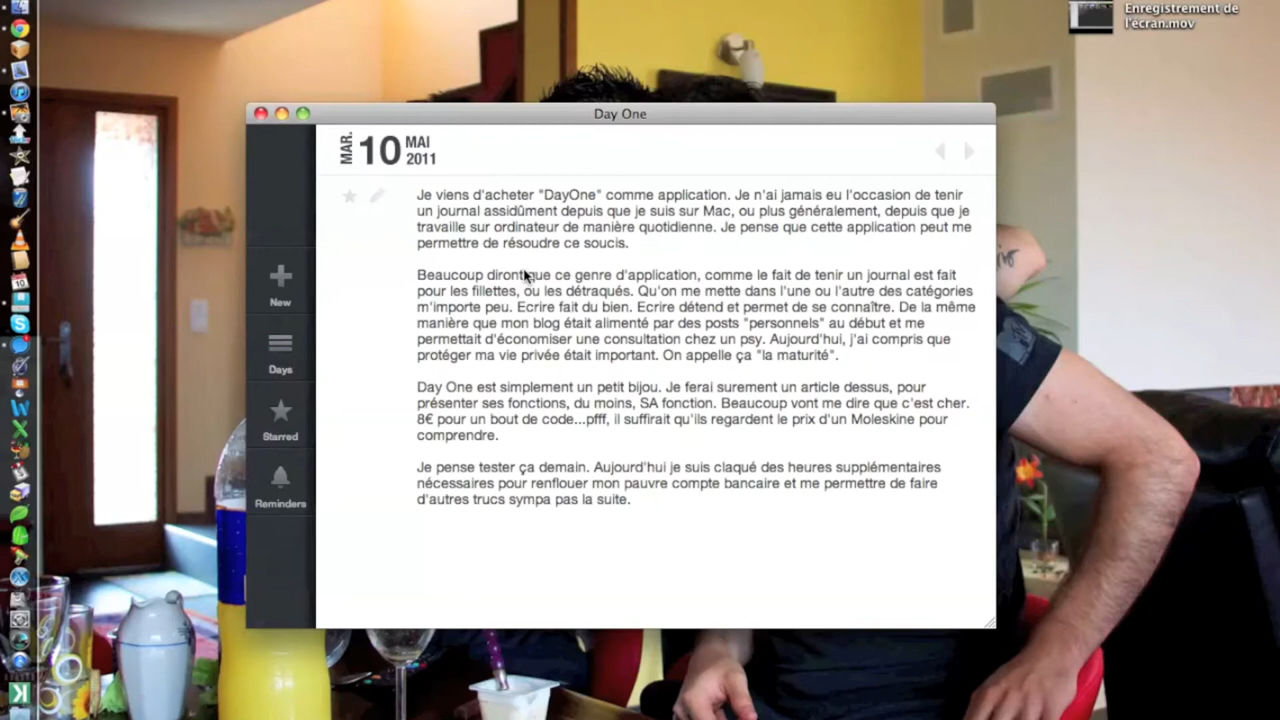 Enregistrement de
l'écran.mov
Day One
MAR. 10 MAI
2011
Je viens d'acheter "DayOne" comme application. Je n'ai jamais eu l'occasion de tenir
un journal assidûment depuis que je suis sur Mac, ou plus généralement, depuis que je
travaille sur ordinateur de manière quotidienne. Je pense que cette application peut me
permettre de résoudre ce soucis.
Beaucoup diront que ce genre d'application, comme le fait de tenir un journal est fait
pour les fillettes, ou les détraqués. Qu'on me mette dans l'une ou l'autre des catégories
m'importe peu. Ecrire fait du bien. Ecrire détend et permet de se connaître. De la même
manière que mon blog était alimenté par des posts "personnels" au début et me
permettait d'économiser une consultation chez un psy. Aujourd'hui, j'ai compris que
protéger ma vie privée était important. On appelle ça "la maturité".
Day One est simplement un petit bijou. Je ferai surement un article dessus, pour
présenter ses fonctions, du moins, SA fonction. Beaucoup vont me dire que c'est cher.
8€ pour un bout de code...pfff, il suffirait qu'ils regardent le prix d'un Moleskine pour
comprendre.
Je pense tester ça demain. Aujourd'hui je suis claqué des heures supplémentaires
nécessaires pour renflouer mon pauvre compte bancaire et me permettre de faire
d'autres trucs sympa pas la suite.
New
Days
Starred
Reminders